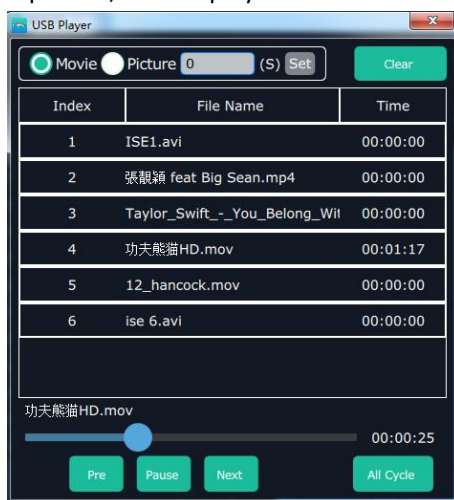 USB Player
Movie Picture 0 (S) Set Clear
Index File Name Time
1 ISE1.avi 00:00:00
2 張靚穎 feat Big Sean.mp4 00:00:00
3 Taylor_Swift_-_You_Belong_Wit 00:00:00
4 功夫熊猫HD.mov 00:01:17
5 12_hancock.mov 00:00:00
6 ise 6.avi 00:00:00
功夫熊猫HD.mov
00:00:25
Pre Pause Next All Cycle